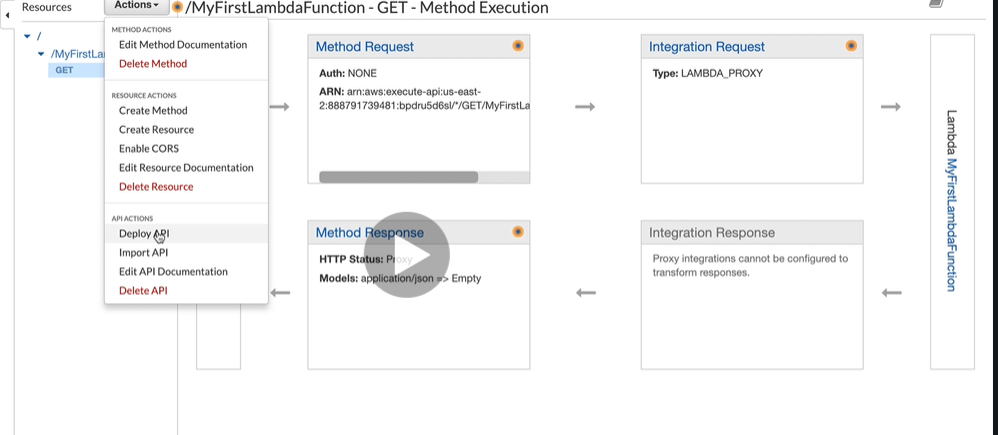 Resources
Actions
/MyFirstLambdaFunction - GET - Method Execution
/
/MyFirstLa
GET
METHOD ACTIONS
Edit Method Documentation
Delete Method
RESOURCE ACTIONS
Create Method
Create Resource
Enable CORS
Edit Resource Documentation
Delete Resource
API ACTIONS
Deploy API
Import API
Edit API Documentation
Delete API
Method Request
Auth: NONE
ARN: arn:aws:execute-api:us-east-
2:888791739481:bpdru5d6sl/*/GET/MyFirstLa
Integration Request
Type: LAMBDA_PROXY
Method Response
HTTP Status: Proxy
Models: application/json => Empty
Integration Response
Proxy integrations cannot be configured to
transform responses.
Lambda MyFirstLambdaFunction